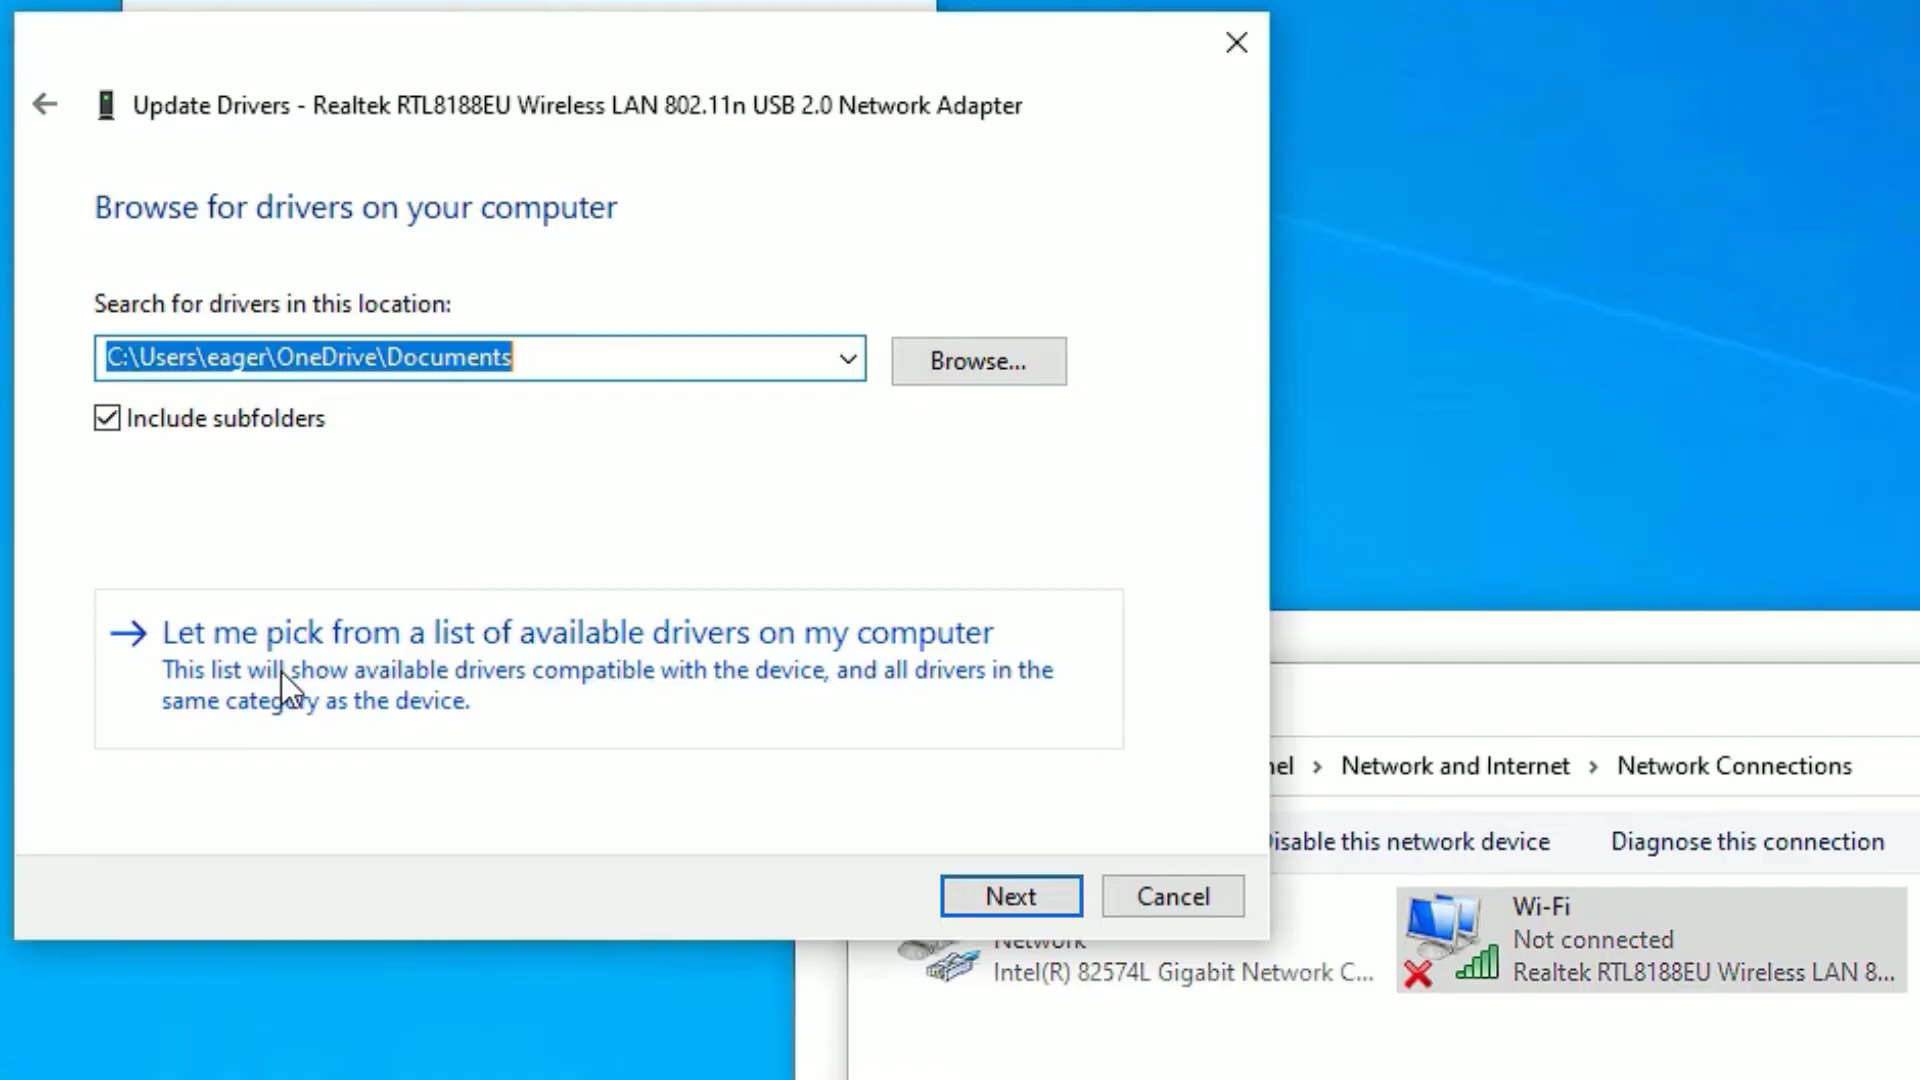 Update Drivers - Realtek RTL8188EU Wireless LAN 802.11n USB 2.0 Network Adapter
Browse for drivers on your computer
Search for drivers in this location:
C:\Users\eager\OneDrive\Documents
Browse...
Include subfolders
Let me pick from a list of available drivers on my computer
This list will show available drivers compatible with the device, and all drivers in the
same category as the device.
Next
Cancel
nel > Network and Internet > Network Connections
isable this network device
Diagnose this connection
Network
Intel(R) 82574L Gigabit Network C...
Wi-Fi
Not connected
Realtek RTL8188EU Wireless LAN 8...